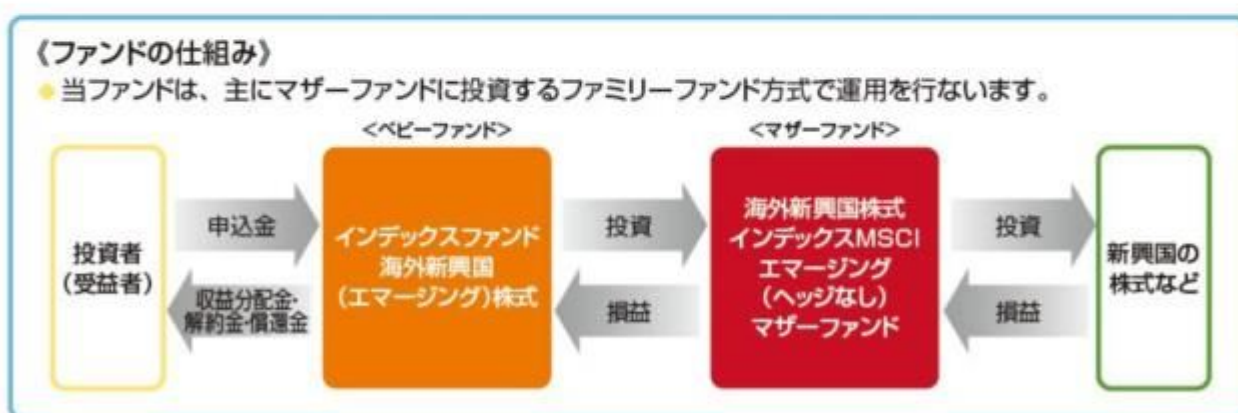 《ファンドの仕組み》
● 当ファンドは、主にマザーファンドに投資するファミリーファンド方式で運用を行ないます。
<ベビーファンド>
<マザーファンド>
投資者
(受益者)
申込金
収益分配金・
解約金・償還金
インデックスファンド
海外新興国
(エマージング)株式
投資
損益
海外新興国株式
インデックスMSCI
エマージング
(ヘッジなし)
マザーファンド
投資
損益
新興国の
株式など